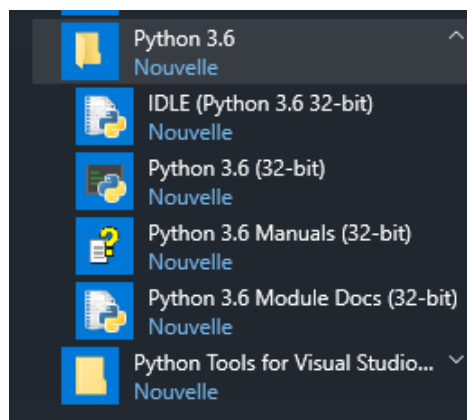 Python 3.6
Nouvelle
IDLE (Python 3.6 32-bit)
Nouvelle
Python 3.6 (32-bit)
Nouvelle
Python 3.6 Manuals (32-bit)
Nouvelle
Python 3.6 Module Docs (32-bit)
Nouvelle
Python Tools for Visual Studio...
Nouvelle